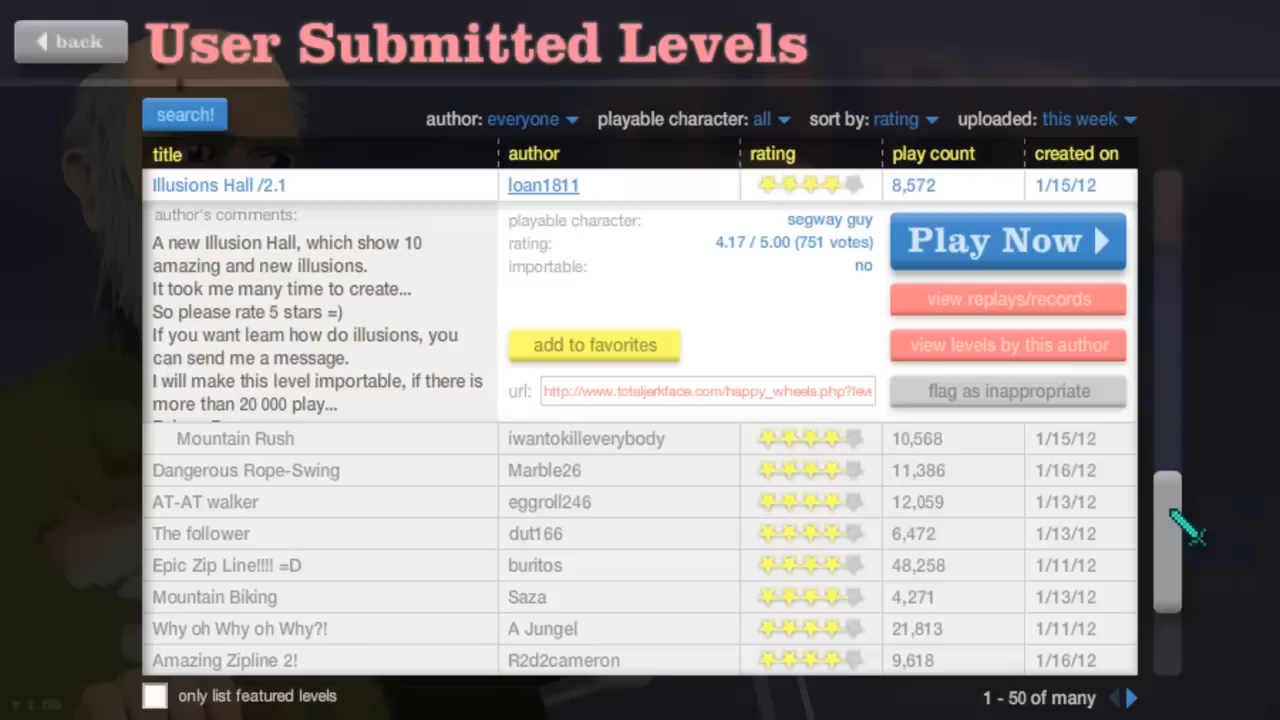 back
User Submitted Levels
search!
author: everyone playable character: all sort by: rating uploaded: this week
title author rating play count created on
Illusions Hall /2.1 loan1811 8,572 1/15/12
author's comments:
A new Illusion Hall, which show 10
amazing and new illusions.
It took me many time to create...
So please rate 5 stars =)
If you want learn how do illusions, you
can send me a message.
I will make this level importable, if there is
more than 20 000 play...
playable character: segway guy
rating: 4.17 / 5.00 (751 votes)
importable: no
add to favorites
url: http://www.totaljerkface.com/happy_wheels.php?lev
Play Now
view replays/records
view levels by this author
flag as inappropriate
Mountain Rush iwantokilleverybody 10,568 1/15/12
Dangerous Rope-Swing Marble26 11,386 1/16/12
AT-AT walker eggroll246 12,059 1/13/12
The follower dut166 6,472 1/13/12
Epic Zip Line!!!! =D buritos 48,258 1/11/12
Mountain Biking Saza 4,271 1/13/12
Why oh Why oh Why?! A Jungel 21,813 1/11/12
Amazing Zipline 2! R2d2cameron 9,618 1/16/12
only list featured levels
1 - 50 of many